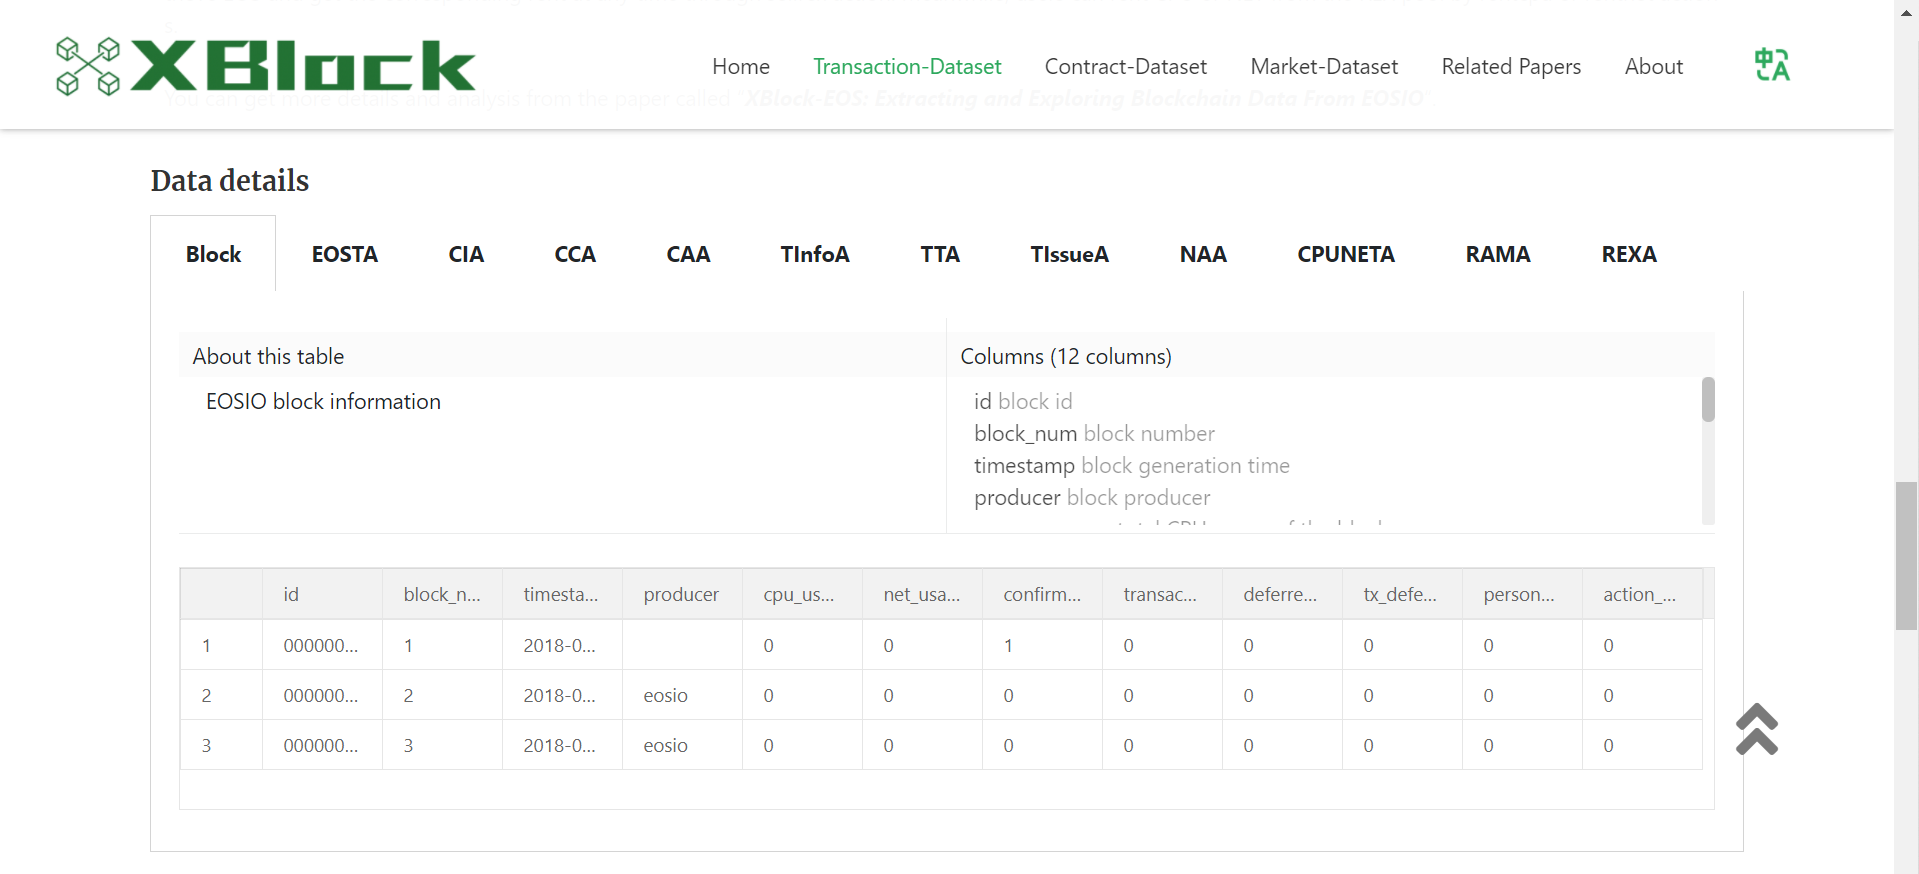 XBlock
Home Transaction-Dataset Contract-Dataset Market-Dataset Related Papers About
You can get more details and analysis from the paper called "XBlock-EOS: Extracting and Exploring Blockchain Data From EOSIO".
Data details
Block EOSTA CIA CCA CAA TInfoA TTA TIssueA NAA CPUNETA RAMA REXA
About this table
EOSIO block information
Columns (12 columns)
id block id
block_num block number
timestamp block generation time
producer block producer
id block_n... timesta... producer cpu_us... net_usa... confirm... transac... deferre... tx_defe... person... action_...
1 000000... 1 2018-0... 0 0 1 0 0 0 0 0
2 000000... 2 2018-0... eosio 0 0 0 0 0 0 0 0
3 000000... 3 2018-0... eosio 0 0 0 0 0 0 0 0